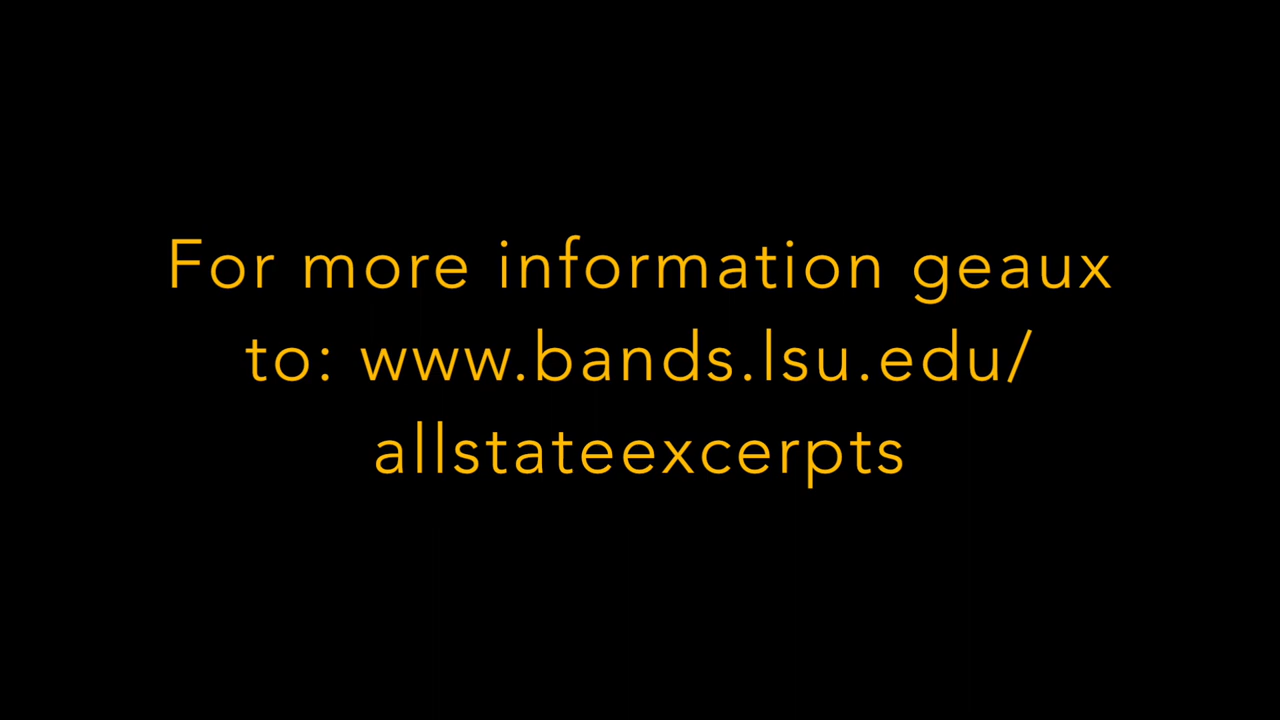 For more information geaux
to: www.bands.lsu.edu/
allstateexcerpts